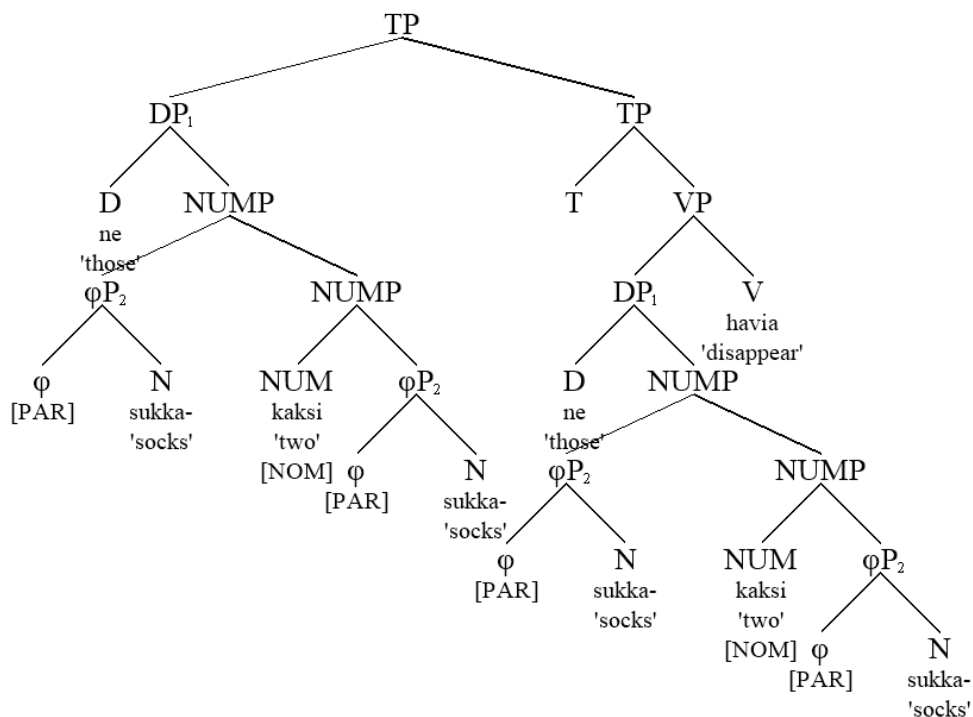 TP
DP₁ TP
D NUMP T VP
ne
'those'
φP₂ NUMP DP₁ V
havia
'disappear'
φ N NUM φP₂ D NUMP
[PAR] sukka- kaksi ne
'socks' 'two' 'those'
[NOM] φ N φP₂ NUMP
[PAR] sukka-
'socks'
φ N NUM φP₂
[PAR] sukka- kaksi
'socks' 'two'
[NOM] φ N
[PAR] sukka-
'socks'